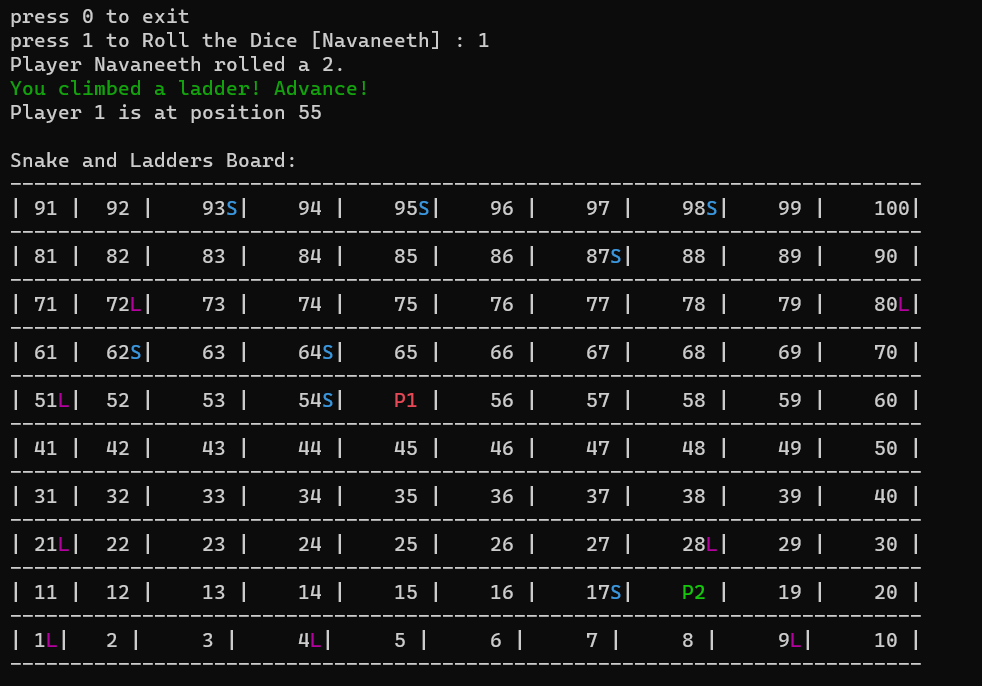 press 0 to exit
press 1 to Roll the Dice [Navaneeth] : 1
Player Navaneeth rolled a 2.
You climbed a ladder! Advance!
Player 1 is at position 55
Snake and Ladders Board:
-----------------------------------------------------------------------------
| 91 |  92 |    93S|    94 |    95S|    96 |    97 |    98S|    99 |    100|
-----------------------------------------------------------------------------
| 81 |  82 |    83 |    84 |    85 |    86 |    87S|    88 |    89 |    90 |
-----------------------------------------------------------------------------
| 71 |  72L|    73 |    74 |    75 |    76 |    77 |    78 |    79 |    80L|
-----------------------------------------------------------------------------
| 61 |  62S|    63 |    64S|    65 |    66 |    67 |    68 |    69 |    70 |
-----------------------------------------------------------------------------
| 51L|  52 |    53 |    54S|    P1 |    56 |    57 |    58 |    59 |    60 |
-----------------------------------------------------------------------------
| 41 |  42 |    43 |    44 |    45 |    46 |    47 |    48 |    49 |    50 |
-----------------------------------------------------------------------------
| 31 |  32 |    33 |    34 |    35 |    36 |    37 |    38 |    39 |    40 |
-----------------------------------------------------------------------------
| 21L|  22 |    23 |    24 |    25 |    26 |    27 |    28L|    29 |    30 |
-----------------------------------------------------------------------------
| 11 |  12 |    13 |    14 |    15 |    16 |    17S|    P2 |    19 |    20 |
-----------------------------------------------------------------------------
| 1L|   2 |     3 |     4L|     5 |     6 |     7 |     8 |     9L|     10 |
-----------------------------------------------------------------------------